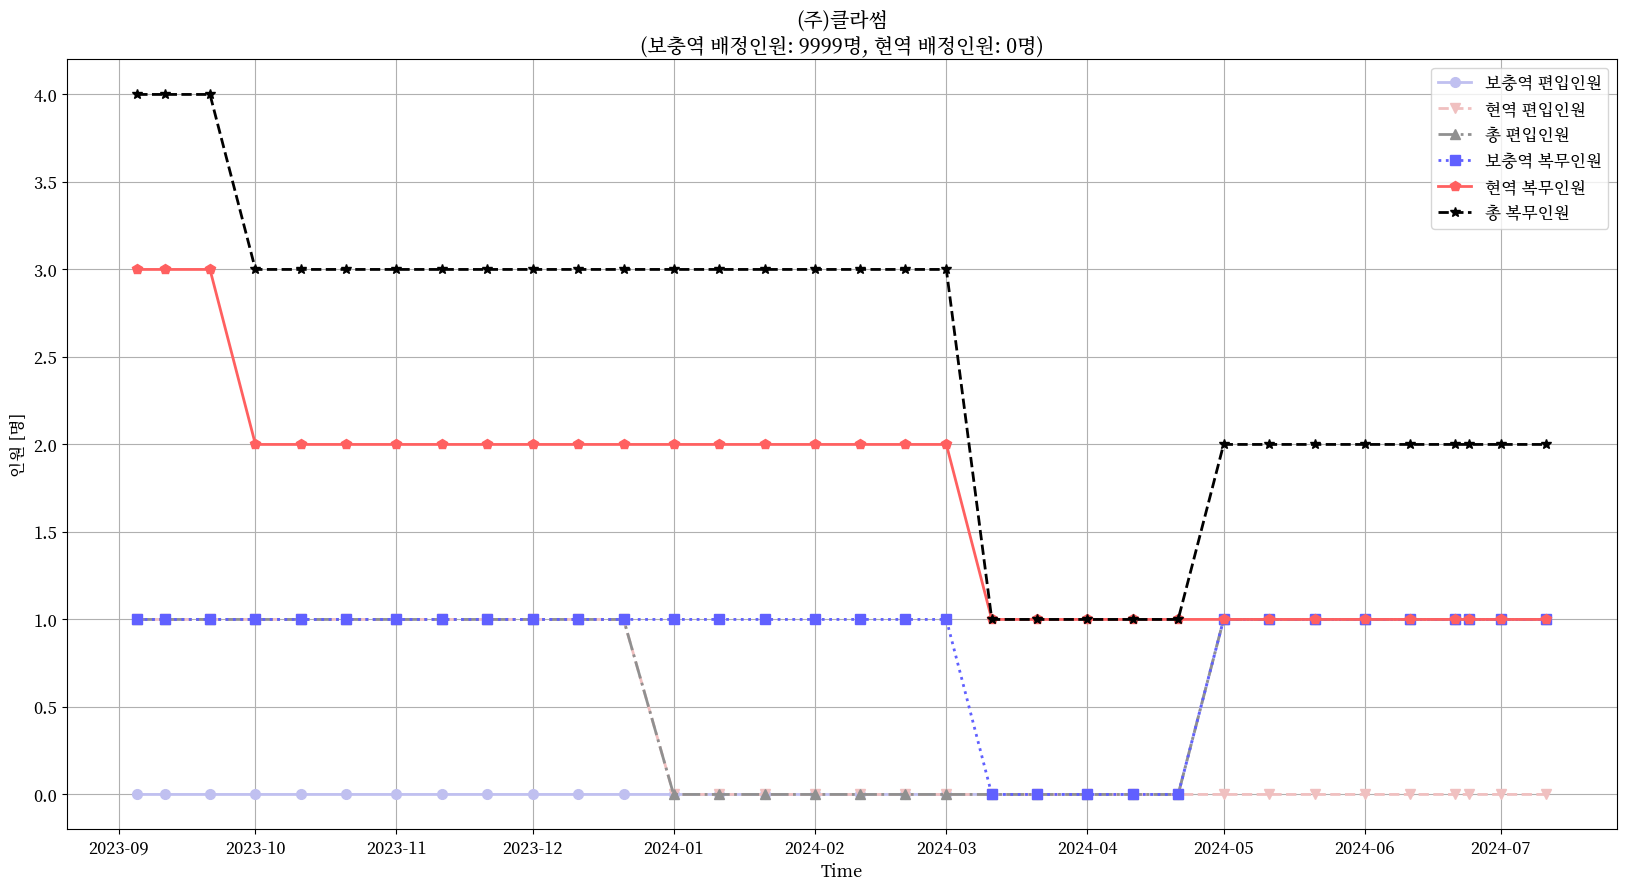 (주)클라썸
(보충역 배정인원: 9999명, 현역 배정인원: 0명)
보충역 편입인원
현역 편입인원
총 편입인원
보충역 복무인원
현역 복무인원
총 복무인원
인원 [명]
4.0
3.5
3.0
2.5
2.0
1.5
1.0
0.5
0.0
2023-09 2023-10 2023-11 2023-12 2024-01 2024-02 2024-03 2024-04 2024-05 2024-06 2024-07
Time